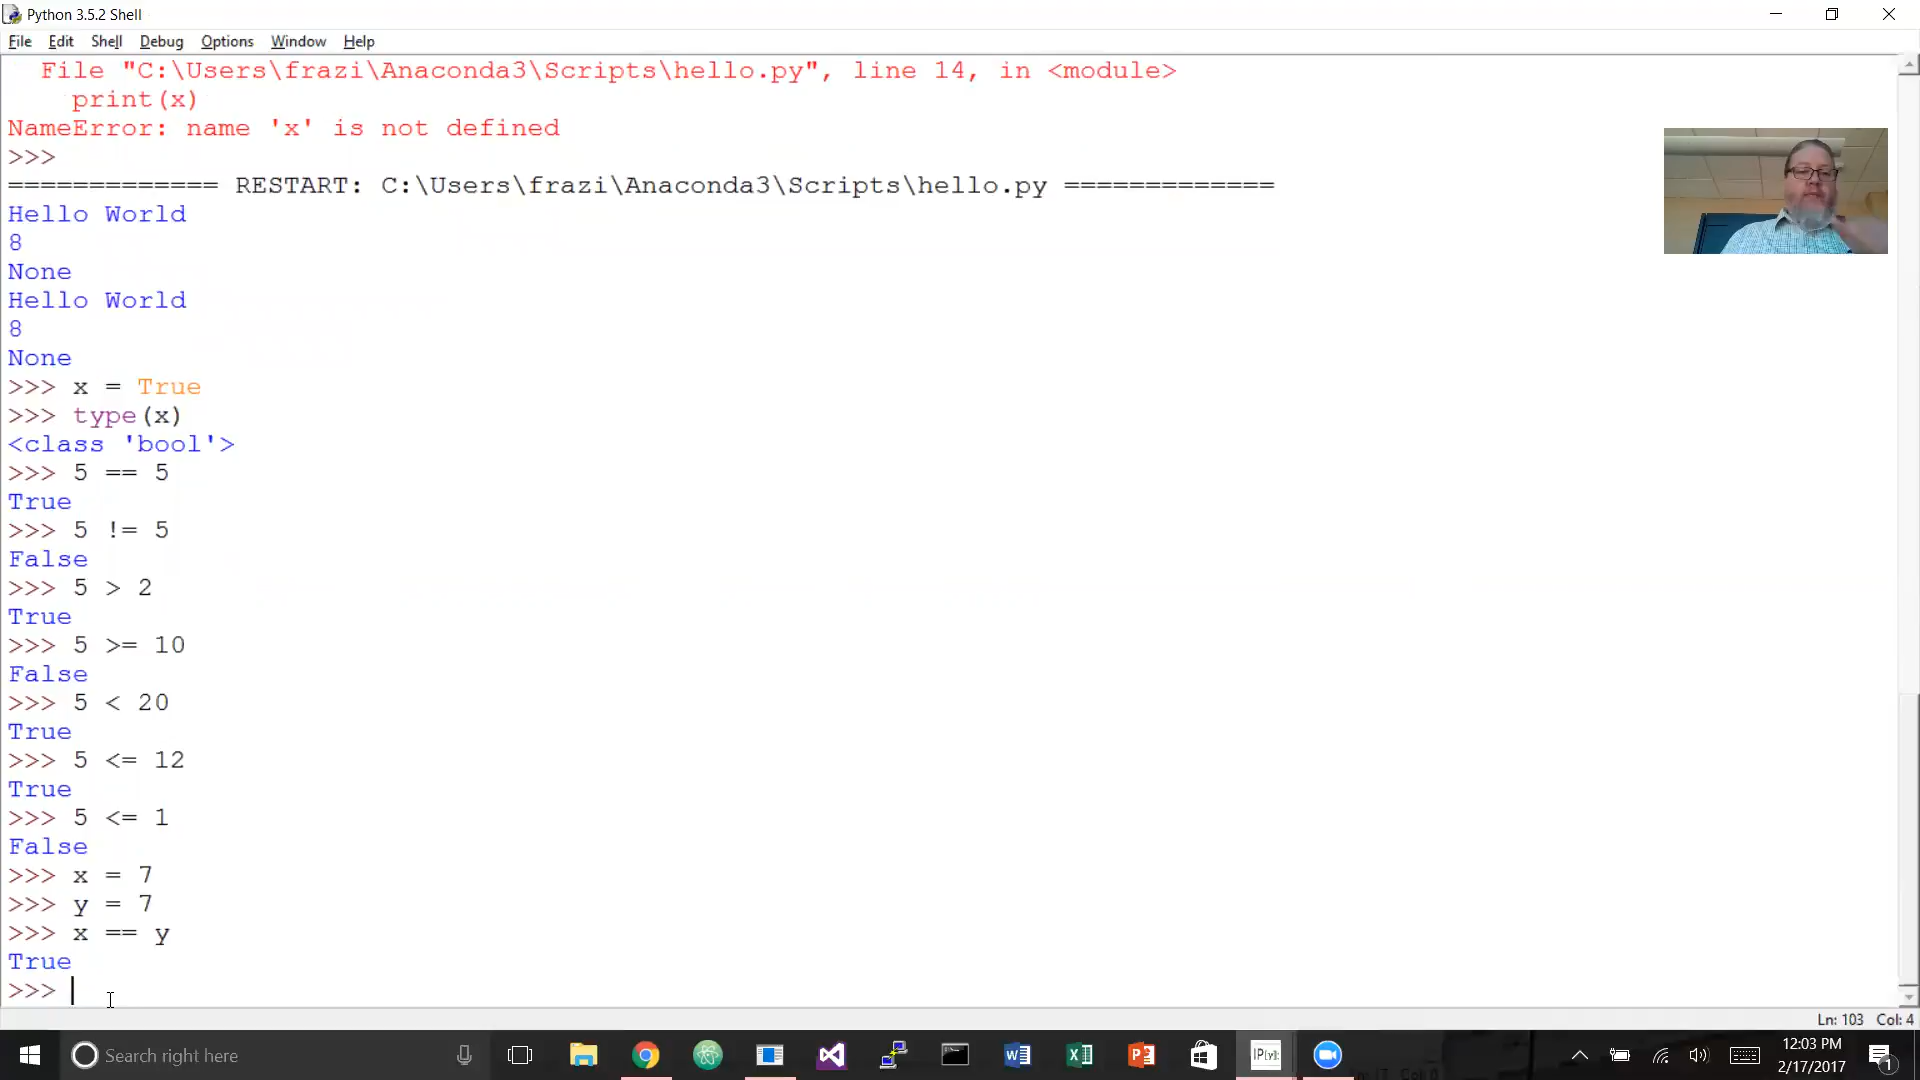 Python 3.5.2 Shell
File Edit Shell Debug Options Window Help
File "C:\Users\frazi\Anaconda3\Scripts\hello.py", line 14, in <module>
print(x)
NameError: name 'x' is not defined
>>>
============= RESTART: C:\Users\frazi\Anaconda3\Scripts\hello.py =============
Hello World
8
None
Hello World
8
None
>>> x = True
>>> type(x)
<class 'bool'>
>>> 5 == 5
True
>>> 5 != 5
False
>>> 5 > 2
True
>>> 5 >= 10
False
>>> 5 < 20
True
>>> 5 <= 12
True
>>> 5 <= 1
False
>>> x = 7
>>> y = 7
>>> x == y
True
>>>
Ln: 103 Col: 4
Search right here
IP[y]:
12:03 PM
2/17/2017
1